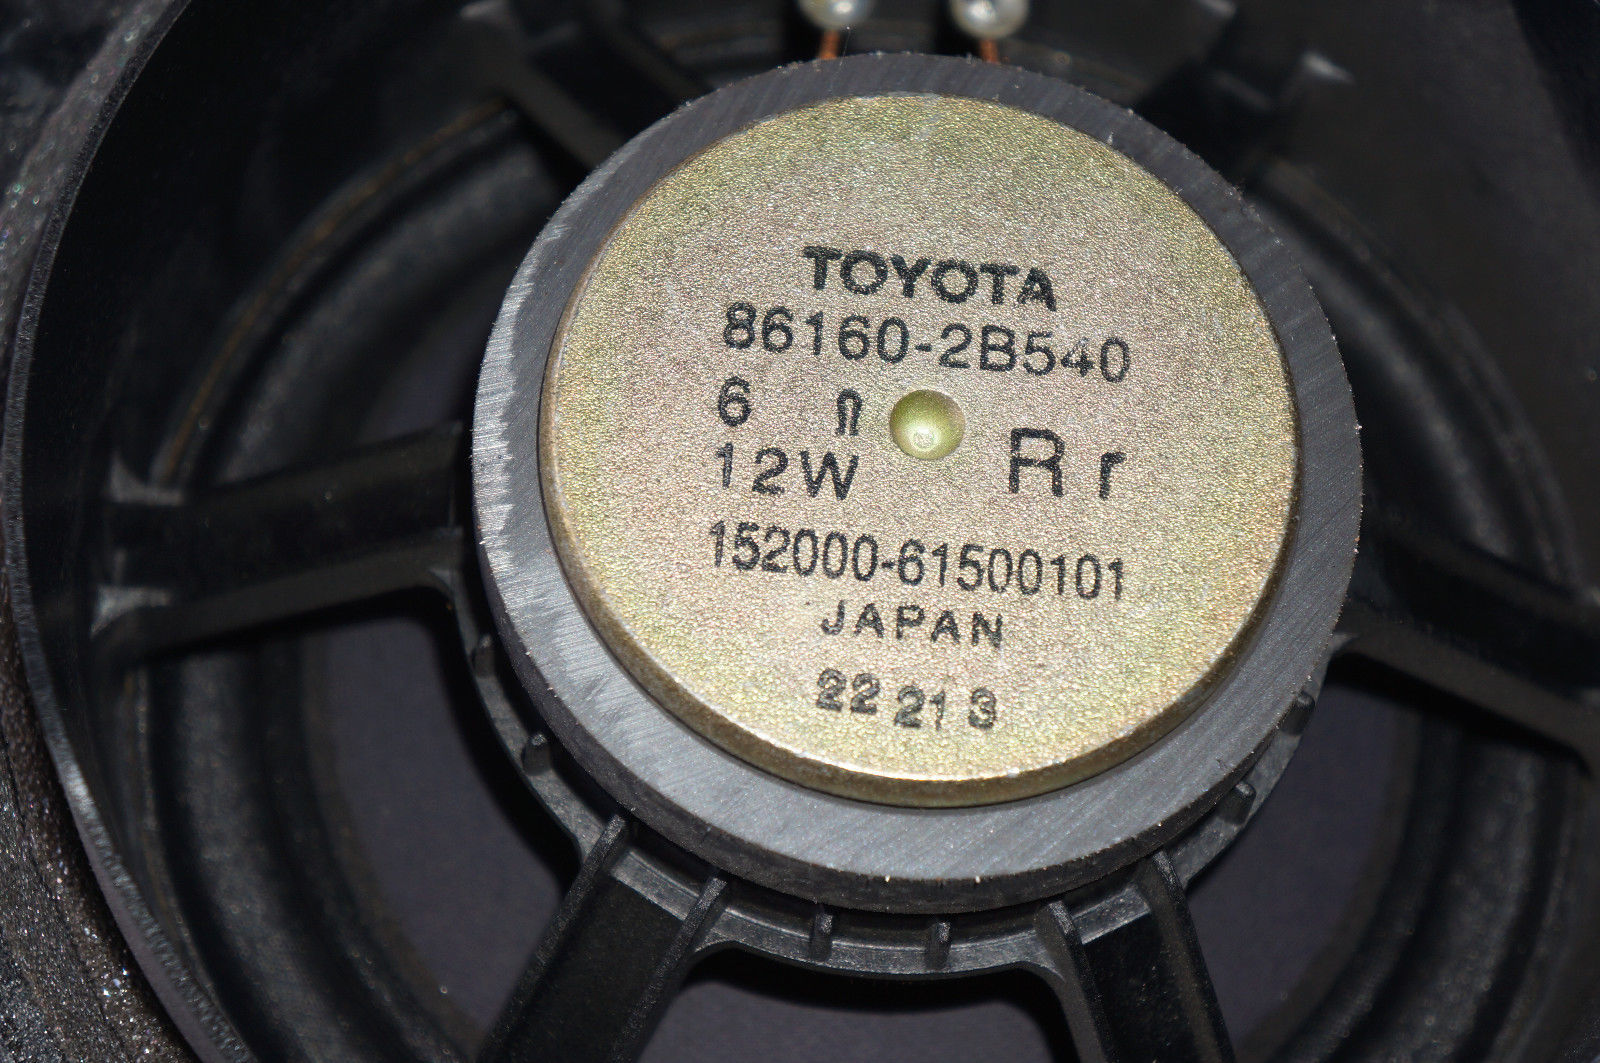 TOYOTA
86160-2B540
6 Ω
12W
Rr
152000-61500101
JAPAN
22 21 3